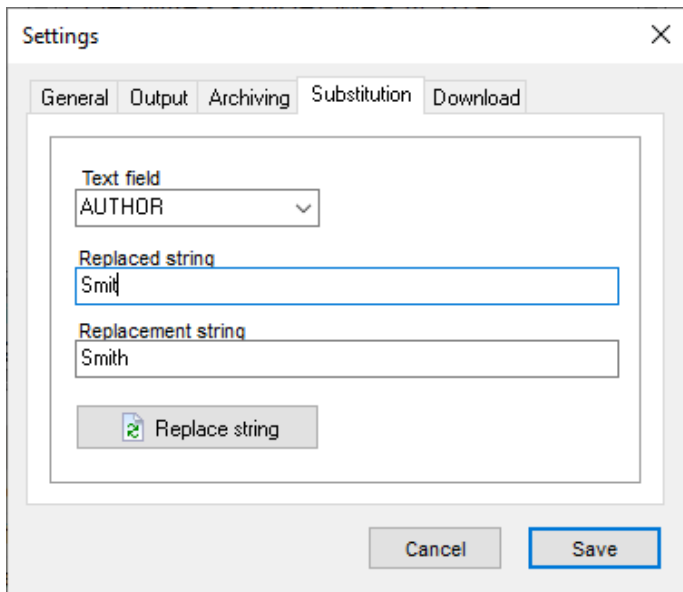 Settings
General Output Archiving Substitution Download
Text field
AUTHOR
Replaced string
Smit
Replacement string
Smith
Replace string
Cancel Save